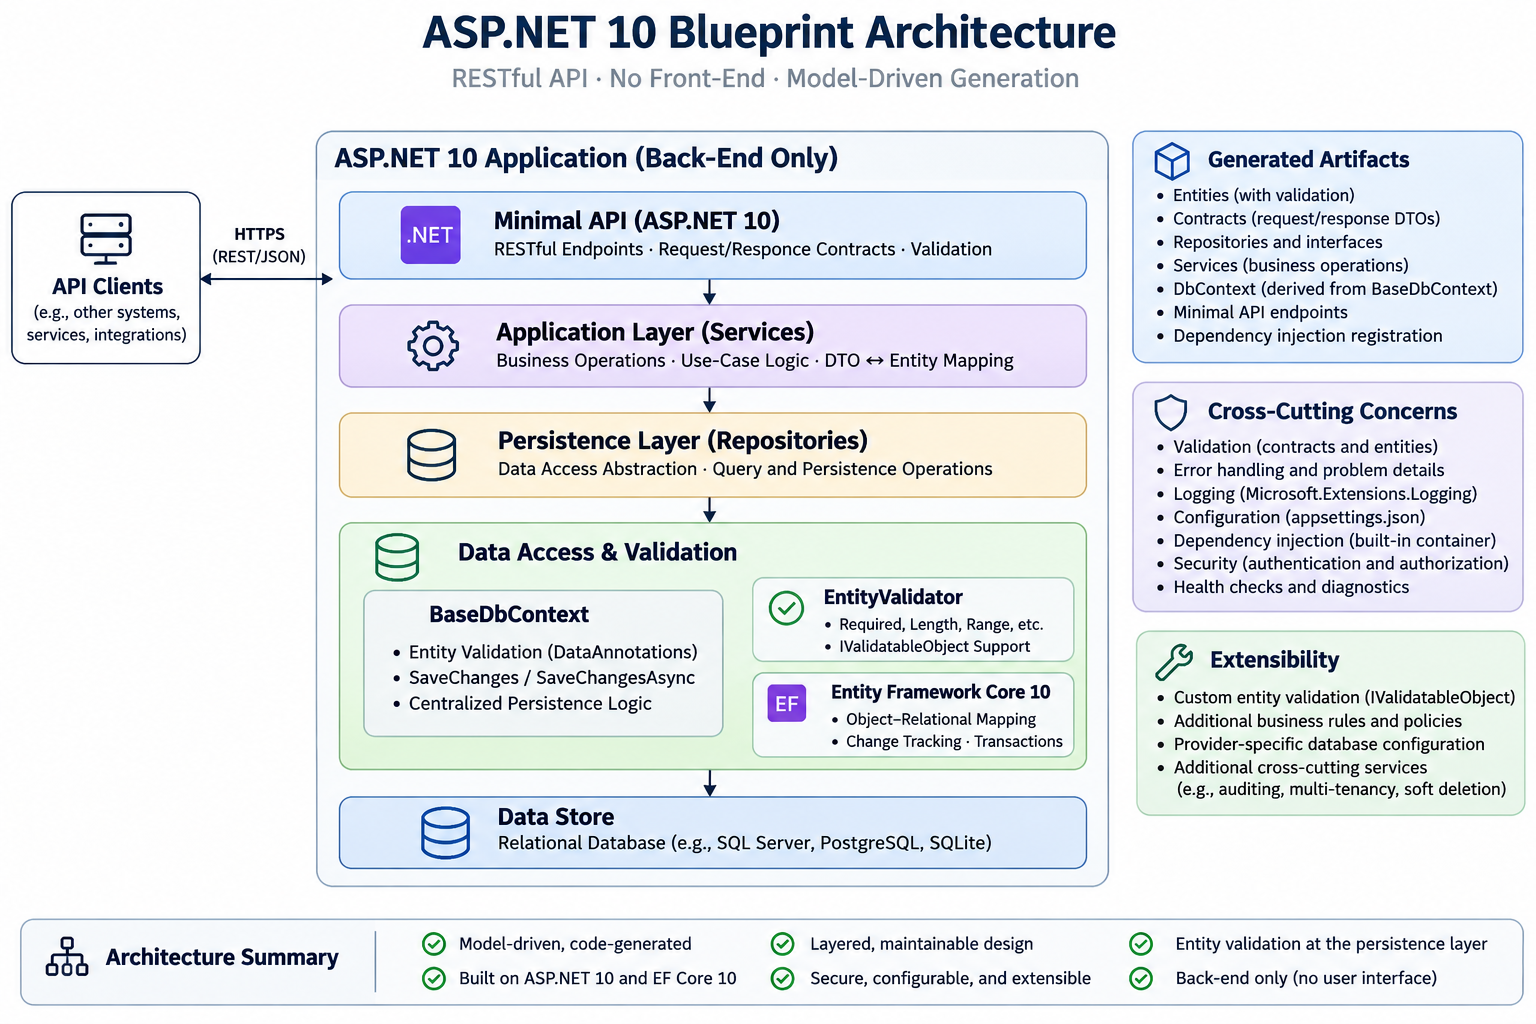 ASP.NET 10 Blueprint Architecture
RESTful API · No Front-End · Model-Driven Generation
API Clients
(e.g., other systems,
services, integrations)
HTTPS
(REST/JSON)
ASP.NET 10 Application (Back-End Only)
.NET
Minimal API (ASP.NET 10)
RESTful Endpoints · Request/Responce Contracts · Validation
Application Layer (Services)
Business Operations · Use-Case Logic · DTO ↔ Entity Mapping
Persistence Layer (Repositories)
Data Access Abstraction · Query and Persistence Operations
Data Access & Validation
BaseDbContext
• Entity Validation (DataAnnotations)
• SaveChanges / SaveChangesAsync
• Centralized Persistence Logic
EntityValidator
• Required, Length, Range, etc.
• IValidatableObject Support
EF
Entity Framework Core 10
• Object–Relational Mapping
• Change Tracking · Transactions
Data Store
Relational Database (e.g., SQL Server, PostgreSQL, SQLite)
Generated Artifacts
• Entities (with validation)
• Contracts (request/response DTOs)
• Repositories and interfaces
• Services (business operations)
• DbContext (derived from BaseDbContext)
• Minimal API endpoints
• Dependency injection registration
Cross-Cutting Concerns
• Validation (contracts and entities)
• Error handling and problem details
• Logging (Microsoft.Extensions.Logging)
• Configuration (appsettings.json)
• Dependency injection (built-in container)
• Security (authentication and authorization)
• Health checks and diagnostics
Extensibility
• Custom entity validation (IValidatableObject)
• Additional business rules and policies
• Provider-specific database configuration
• Additional cross-cutting services
(e., auditing, multi-tenancy, soft deletion)
Architecture Summary
Model-driven, code-generated
Layered, maintainable design
Entity validation at the persistence layer
Built on ASP.NET 10 and EF Core 10
Secure, configurable, and extensible
Back-end only (no user interface)